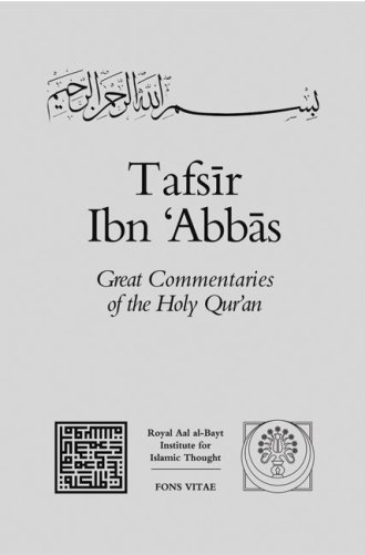 بسم الله الرحمن الرحيم
Tafsīr
Ibn ‘Abbās
Great Commentaries
of the Holy Qur’an
Royal Aal al-Bayt
Institute for
Islamic Thought
FONS VITAE